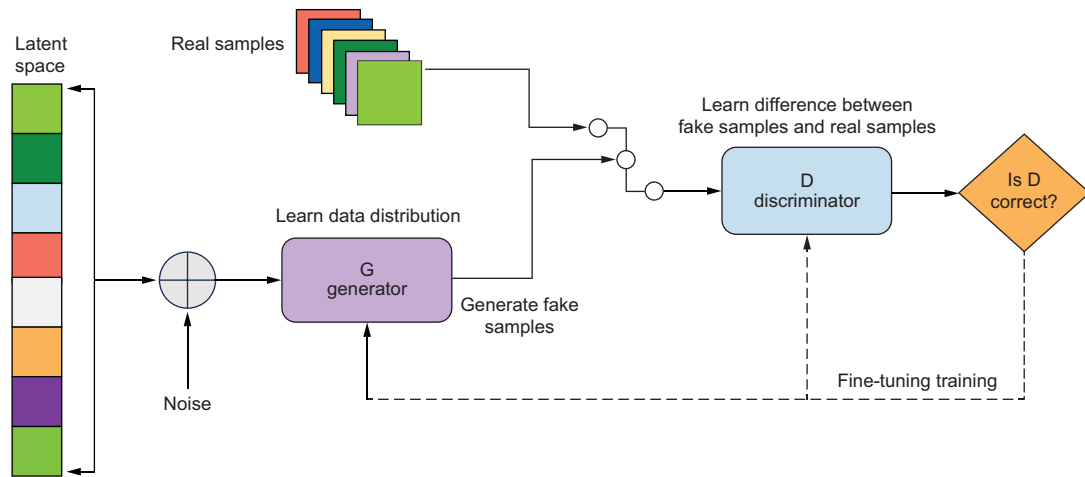 Latent
space
Real samples
Learn difference between
fake samples and real samples
D
discriminator
Is D
correct?
Learn data distribution
G
generator
Generate fake
samples
Noise
Fine-tuning training